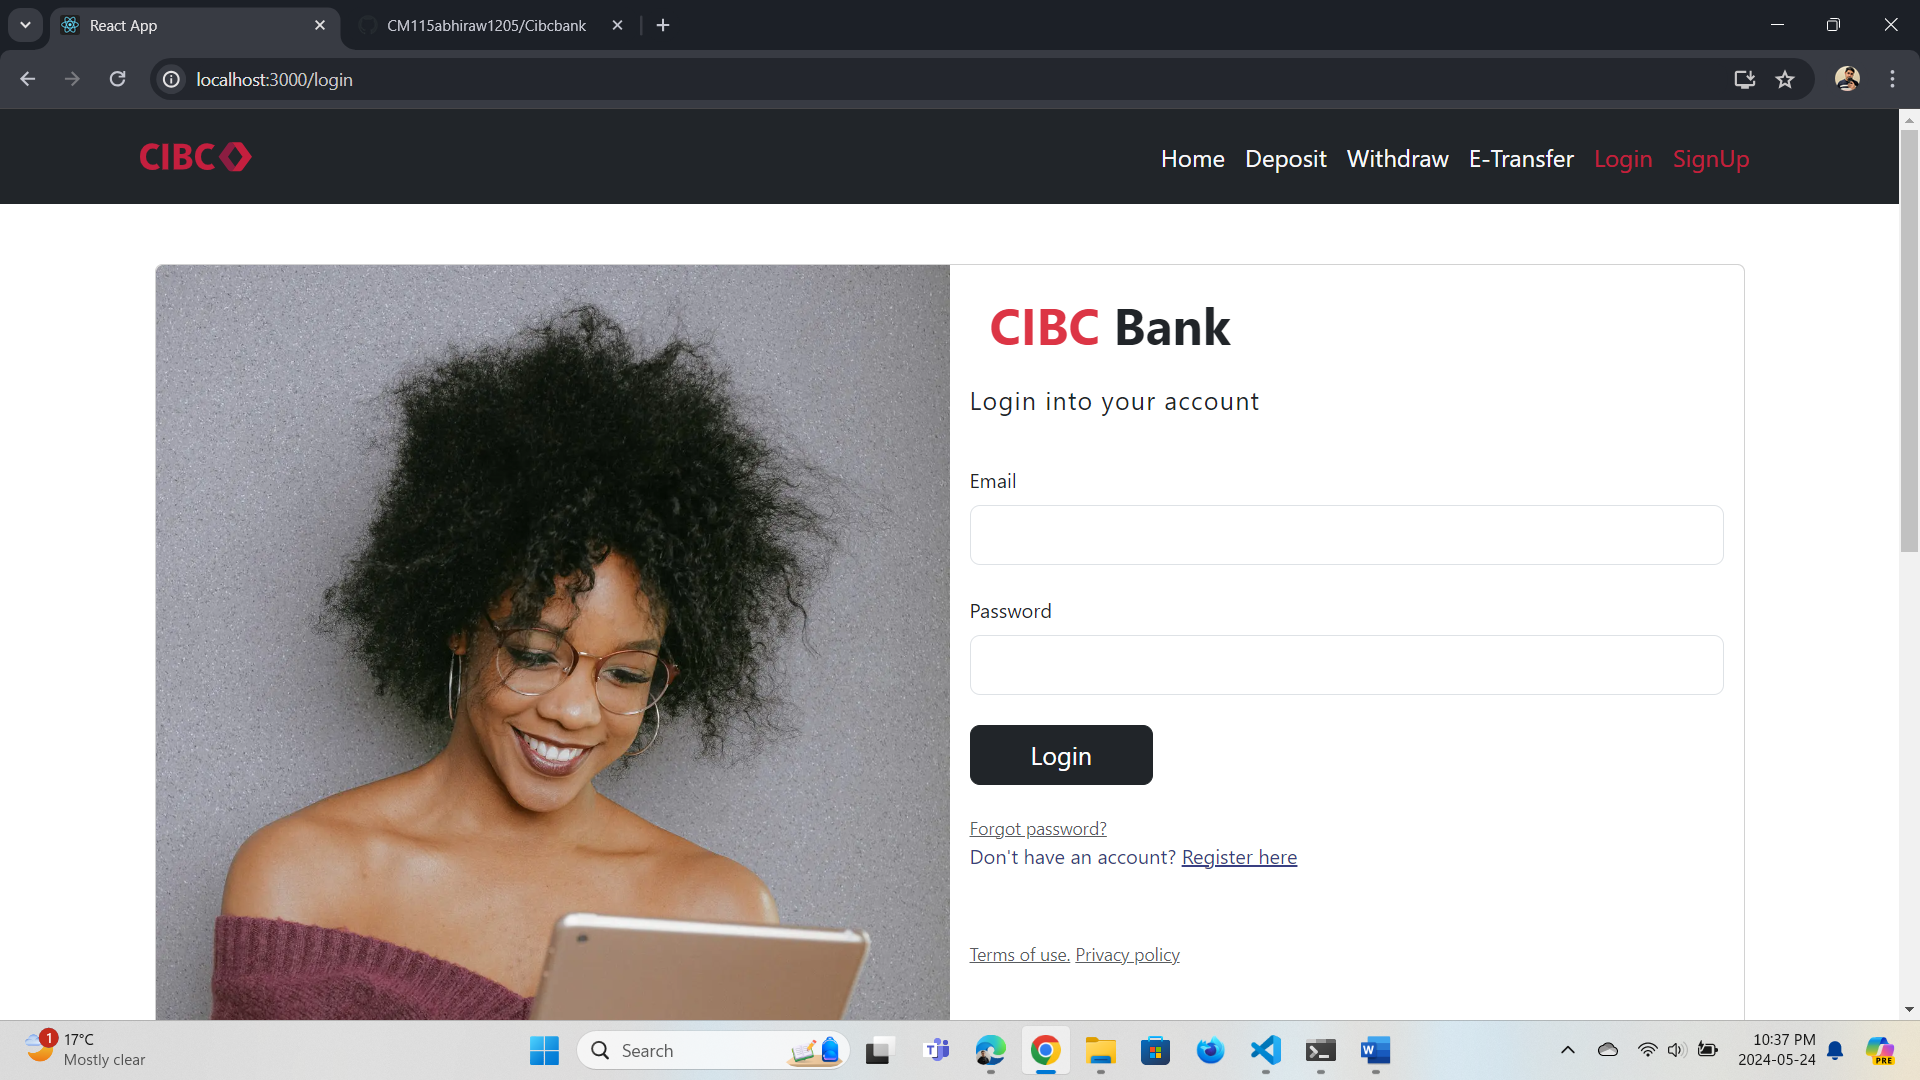 React App
CM115abhiraw1205/Cibcbank
localhost:3000/login
CIBC
Home Deposit Withdraw E-Transfer Login SignUp
CIBC Bank
Login into your account
Email
Password
Login
Forgot password?
Don't have an account? Register here
Terms of use. Privacy policy
1
17°C
Mostly clear
Search
T
W
10:37 PM
2024-05-24
PRE